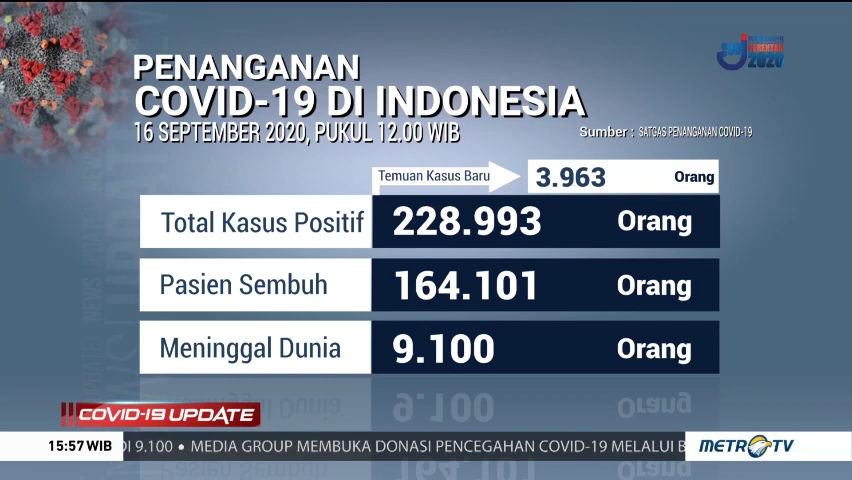 PENANGANAN
COVID-19 DI INDONESIA
16 SEPTEMBER 2020, PUKUL 12.00 WIB
Sumber : SATGAS PENANGANAN COVID-19
Temuan Kasus Baru 3.963 Orang
Total Kasus Positif 228.993 Orang
Pasien Sembuh 164.101 Orang
Meninggal Dunia 9.100 Orang
COVID-19 UPDATE
15:57 WIB DI 9.100 • MEDIA GROUP MEMBUKA DONASI PENCEGAHAN COVID-19 MELALUI B METRO TV
2020